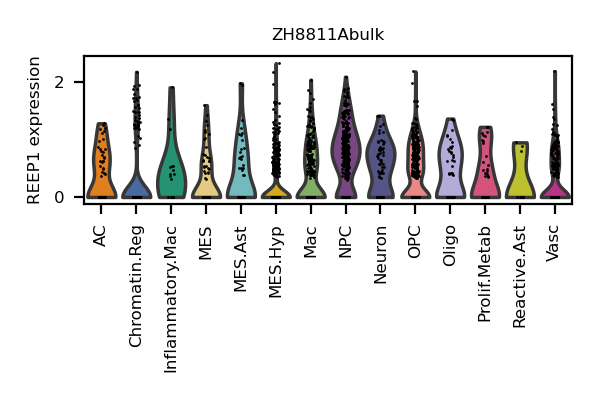 ZH8811Abulk
REEP1 expression
2
0
AC
Chromatin.Reg
Inflammatory.Mac
MES
MES.Ast
MES.Hyp
Mac
NPC
Neuron
OPC
Oligo
Prolif.Metab
Reactive.Ast
Vasc